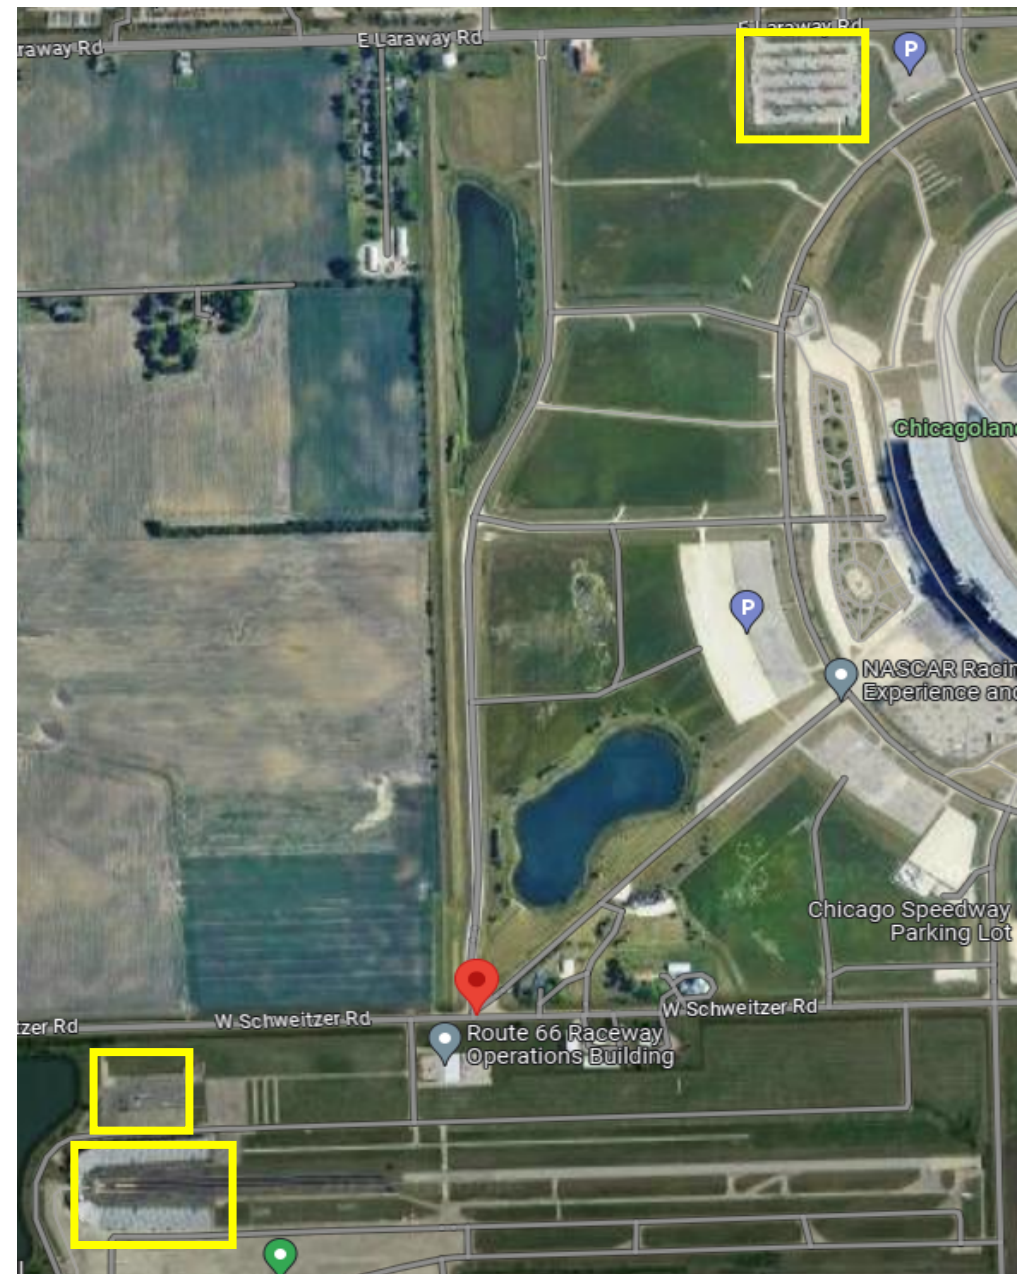 raway Rd
E Laraway Rd
E Laraway Rd
P
Chicagolan
P
NASCAR Racin
Experience and
Chicago Speedway
Parking Lot
tzer Rd
W Schweitzer Rd
W Schweitzer Rd
Route 66 Raceway
Operations Building